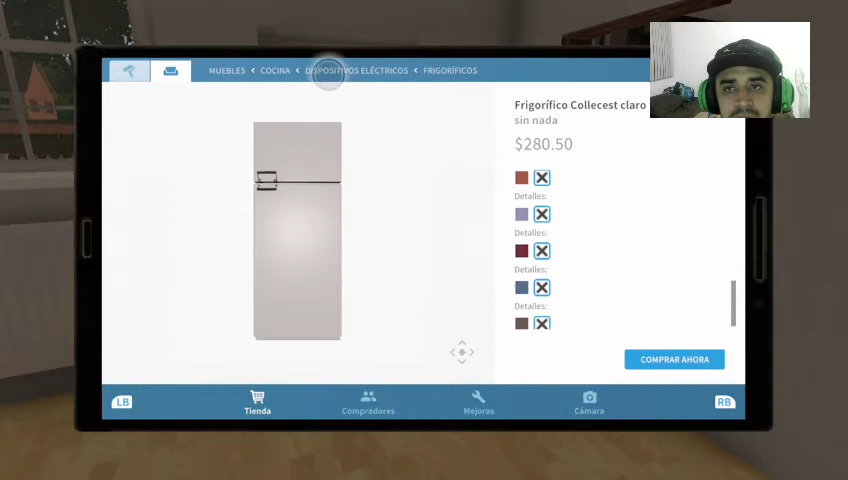 MUEBLES < COCINA < DISPOSITIVOS ELÉCTRICOS < FRIGORÍFICOS
Frigorífico Collecest claro
sin nada
$280.50
Detalles:
Detalles:
Detalles:
Detalles:
COMPRAR AHORA
LB
Tienda
Compradores
Mejoras
Cámara
RB